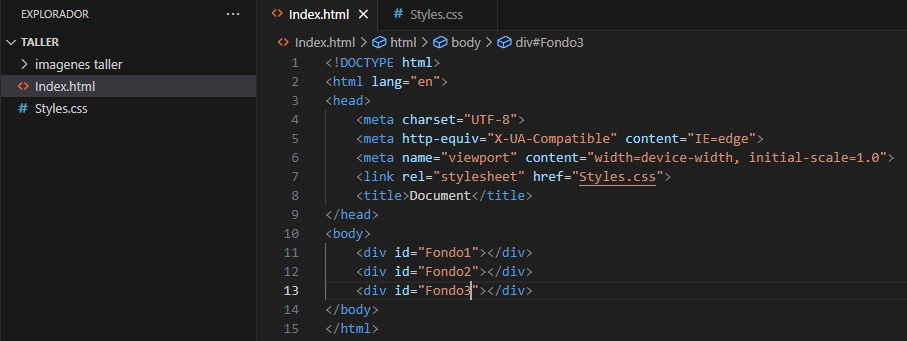 EXPLORADOR
TALLER
imagenes taller
Index.html
Styles.css
Index.html
Styles.css
Index.html > html > body > div#Fondo3
1 <!DOCTYPE html>
2 <html lang="en">
3 <head>
4 <meta charset="UTF-8">
5 <meta http-equiv="X-UA-Compatible" content="IE=edge">
6 <meta name="viewport" content="width=device-width, initial-scale=1.0">
7 <link rel="stylesheet" href="Styles.css">
8 <title>Document</title>
9 </head>
10 <body>
11 <div id="Fondo1"></div>
12 <div id="Fondo2"></div>
13 <div id="Fondo3"></div>
14 </body>
15 </html>